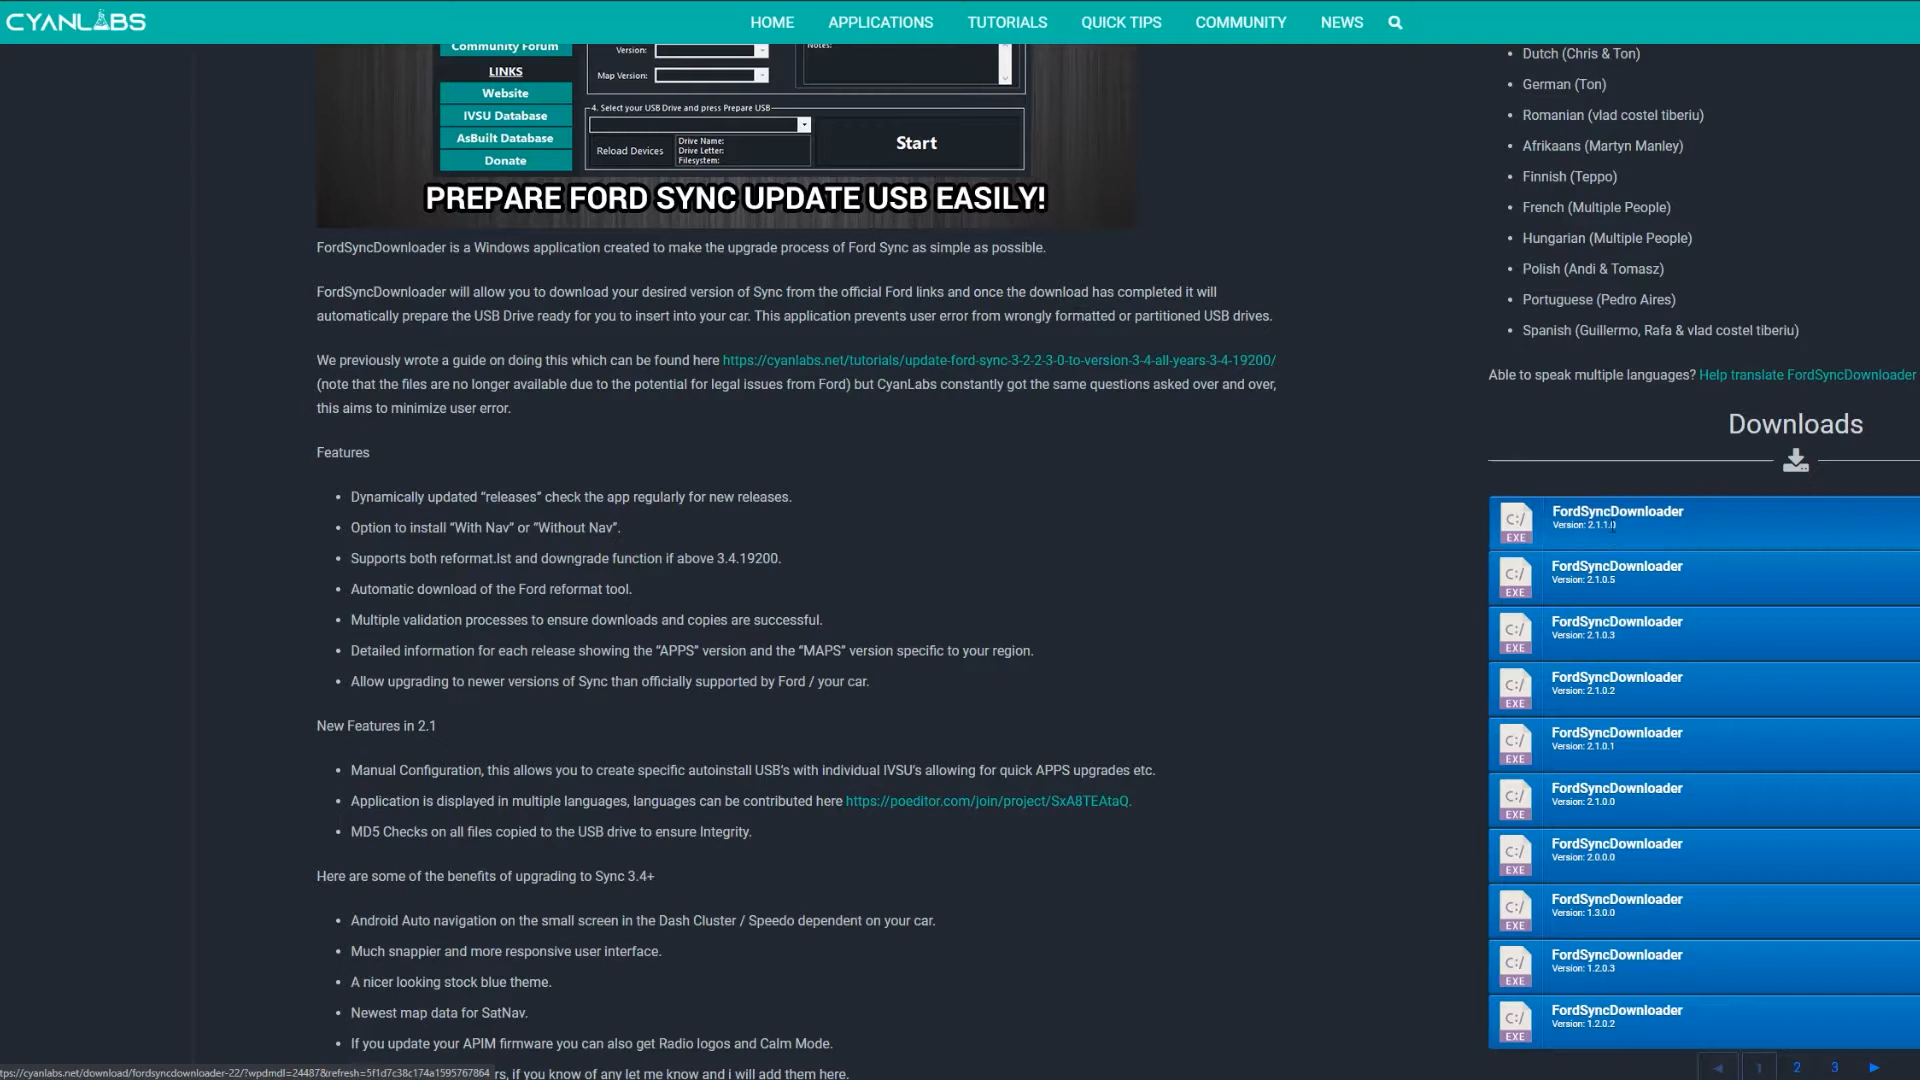 CYANLABS
HOME
APPLICATIONS
TUTORIALS
QUICK TIPS
COMMUNITY
NEWS
Community Forum
LINKS
Website
IVSU Database
AsBuilt Database
Donate
Version:
Map Version:
Notes:
4. Select your USB Drive and press Prepare USB
Reload Devices
Drive Name:
Drive Letter:
Filesystem:
Start
PREPARE FORD SYNC UPDATE USB EASILY!
FordSyncDownloader is a Windows application created to make the upgrade process of Ford Sync as simple as possible.
FordSyncDownloader will allow you to download your desired version of Sync from the official Ford links and once the download has completed it will
automatically prepare the USB Drive ready for you to insert into your car. This application prevents user error from wrongly formatted or partitioned USB drives.
We previously wrote a guide on doing this which can be found here https://cyanlabs.net/tutorials/update-ford-sync-3-2-2-3-0-to-version-3-4-all-years-3-4-19200/
(note that the files are no longer available due to the potential for legal issues from Ford) but CyanLabs constantly got the same questions asked over and over,
this aims to minimize user error.
Features
• Dynamically updated “releases” check the app regularly for new releases.
• Option to install “With Nav” or “Without Nav”.
• Supports both reformat.lst and downgrade function if above 3.4.19200.
• Automatic download of the Ford reformat tool.
• Multiple validation processes to ensure downloads and copies are successful.
• Detailed information for each release showing the “APPS” version and the “MAPS” version specific to your region.
• Allow upgrading to newer versions of Sync than officially supported by Ford / your car.
New Features in 2.1
• Manual Configuration, this allows you to create specific autoinstall USB’s with individual IVSU’s allowing for quick APPS upgrades etc.
• Application is displayed in multiple languages, languages can be contributed here https://poeditor.com/join/project/SxA8TEAtaQ.
• MD5 Checks on all files copied to the USB drive to ensure Integrity.
Here are some of the benefits of upgrading to Sync 3.4+
• Android Auto navigation on the small screen in the Dash Cluster / Speedo dependent on your car.
• Much snappier and more responsive user interface.
• A nicer looking stock blue theme.
• Newest map data for SatNav.
• If you update your APIM firmware you can also get Radio logos and Calm Mode.
rs, if you know of any let me know and i will add them here.
tps://cyanlabs.net/download/fordsyncdownloader-22/?wpdmdl=24487&refresh=5f1d7c38c174a1595767864
• Dutch (Chris & Ton)
• German (Ton)
• Romanian (vlad costel tiberiu)
• Afrikaans (Martyn Manley)
• Finnish (Teppo)
• French (Multiple People)
• Hungarian (Multiple People)
• Polish (Andi & Tomasz)
• Portuguese (Pedro Aires)
• Spanish (Guillermo, Rafa & vlad costel tiberiu)
Able to speak multiple languages? Help translate FordSyncDownloader
Downloads
C:/
EXE
FordSyncDownloader
Version: 2.1.1.0
C:/
EXE
FordSyncDownloader
Version: 2.1.0.5
C:/
EXE
FordSyncDownloader
Version: 2.1.0.3
C:/
EXE
FordSyncDownloader
Version: 2.1.0.2
C:/
EXE
FordSyncDownloader
Version: 2.1.0.1
C:/
EXE
FordSyncDownloader
Version: 2.1.0.0
C:/
EXE
FordSyncDownloader
Version: 2.0.0.0
C:/
EXE
FordSyncDownloader
Version: 1.3.0.0
C:/
EXE
FordSyncDownloader
Version: 1.2.0.3
C:/
EXE
FordSyncDownloader
Version: 1.2.0.2
1
2
3